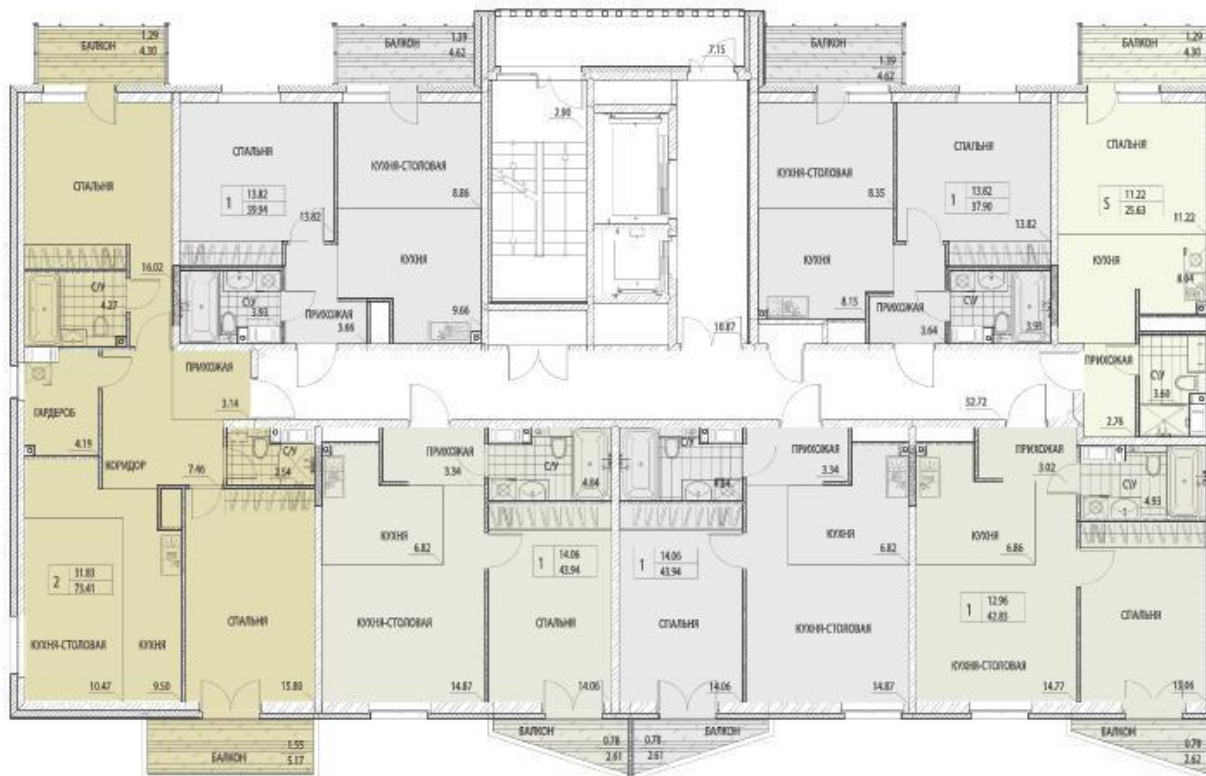 1.29
БАЛКОН
4.30
1.39
БАЛКОН
4.62
7.15
БАЛКОН
1.39
4.62
1.29
БАЛКОН
4.30
2.90
СПАЛЬНЯ
СПАЛЬНЯ
1 13.82
39.94
13.82
КУХНЯ-СТОЛОВАЯ
8.86
КУХНЯ-СТОЛОВАЯ
8.35
СПАЛЬНЯ
1 13.82
37.90
13.82
СПАЛЬНЯ
S 11.22
25.63
11.22
16.02
С/У
4.27
С/У
3.93
ПРИХОЖАЯ
3.66
КУХНЯ
9.66
10.87
КУХНЯ
8.15
ПРИХОЖАЯ
3.64
С/У
3.93
КУХНЯ
8.04
ПРИХОЖАЯ
3.14
ГАРДЕРОБ
4.19
52.72
ПРИХОЖАЯ
2.76
С/У
3.60
КОРИДОР
7.46
С/У
2.54
ПРИХОЖАЯ
3.34
С/У
4.84
С/У
4.84
ПРИХОЖАЯ
3.34
ПРИХОЖАЯ
3.02
С/У
4.93
КУХНЯ
6.82
1 14.06
43.94
1 14.06
43.94
КУХНЯ
6.82
КУХНЯ
6.86
2 31.83
73.41
1 12.96
42.83
КУХНЯ-СТОЛОВАЯ
10.47
КУХНЯ
9.50
СПАЛЬНЯ
КУХНЯ-СТОЛОВАЯ
14.87
СПАЛЬНЯ
14.06
СПАЛЬНЯ
14.06
КУХНЯ-СТОЛОВАЯ
14.87
КУХНЯ-СТОЛОВАЯ
14.77
СПАЛЬНЯ
1.55
БАЛКОН
5.17
БАЛКОН
0.78
2.61
0.78
БАЛКОН
2.61
БАЛКОН
0.79
2.62